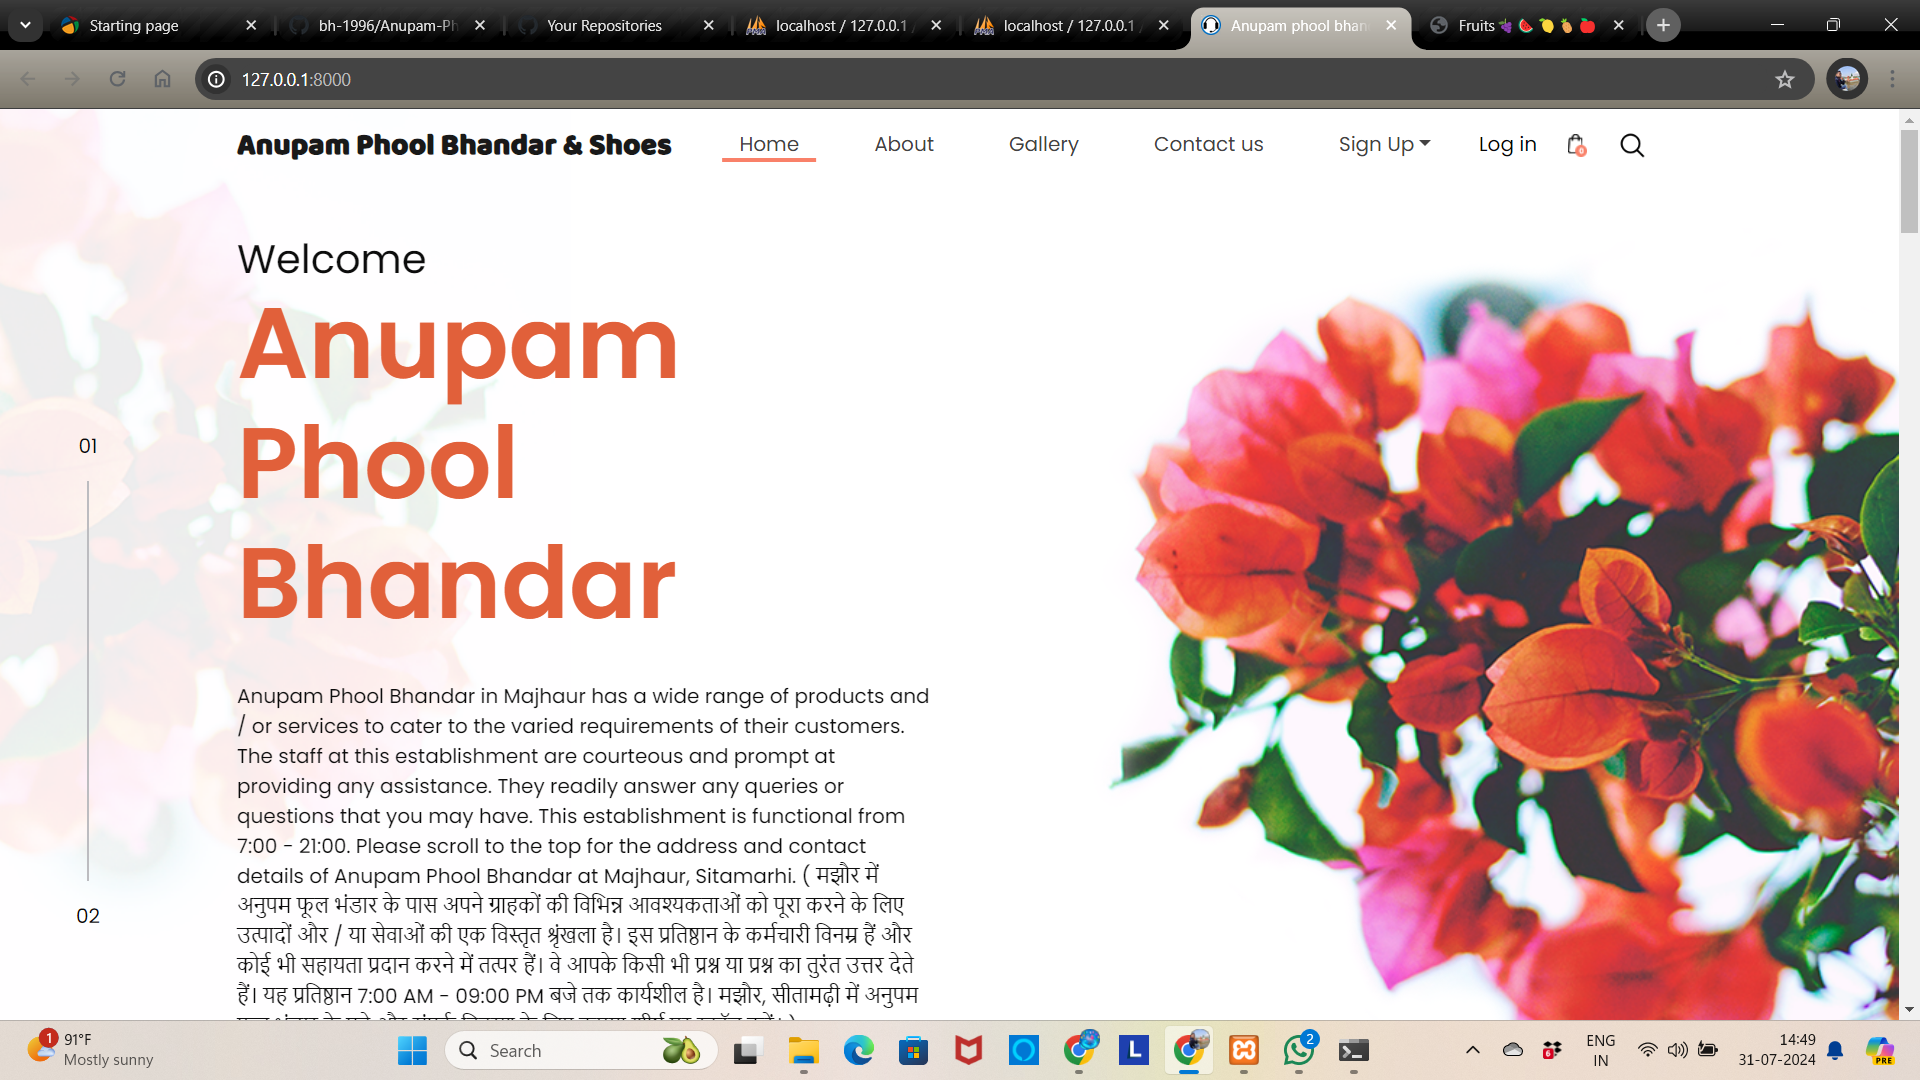 Starting page
bh-1996/Anupam-Ph
Your Repositories
localhost / 127.0.0.1
localhost / 127.0.0.1
Anupam phool bhan
Fruits🍇🍉🍋🍍🍎
127.0.0.1:8000
Anupam Phool Bhandar & Shoes
Home
About
Gallery
Contact us
Sign Up
Log in
0
Welcome
Anupam
Phool
Bhandar
01
02
Anupam Phool Bhandar in Majhaur has a wide range of products and
/ or services to cater to the varied requirements of their customers.
The staff at this establishment are courteous and prompt at
providing any assistance. They readily answer any queries or
questions that you may have. This establishment is functional from
7:00 - 21:00. Please scroll to the top for the address and contact
details of Anupam Phool Bhandar at Majhaur, Sitamarhi. ( मझौर में
अनुपम फूल भंडार के पास अपने ग्राहकों की विभिन्न आवश्यकताओं को पूरा करने के लिए
उत्पादों और / या सेवाओं की एक विस्तृत श्रृंखला है। इस प्रतिष्ठान के कर्मचारी विनम्र हैं और
कोई भी सहायता प्रदान करने में तत्पर हैं। वे आपके किसी भी प्रश्न या प्रश्न का तुरंत उत्तर देते
हैं। यह प्रतिष्ठान 7:00 AM - 09:00 PM बजे तक कार्यशील है। मझौर, सीतामढ़ी में अनुपम
1
91°F
Mostly sunny
Search
L
2
6
ENG
IN
14:49
31-07-2024
PRE